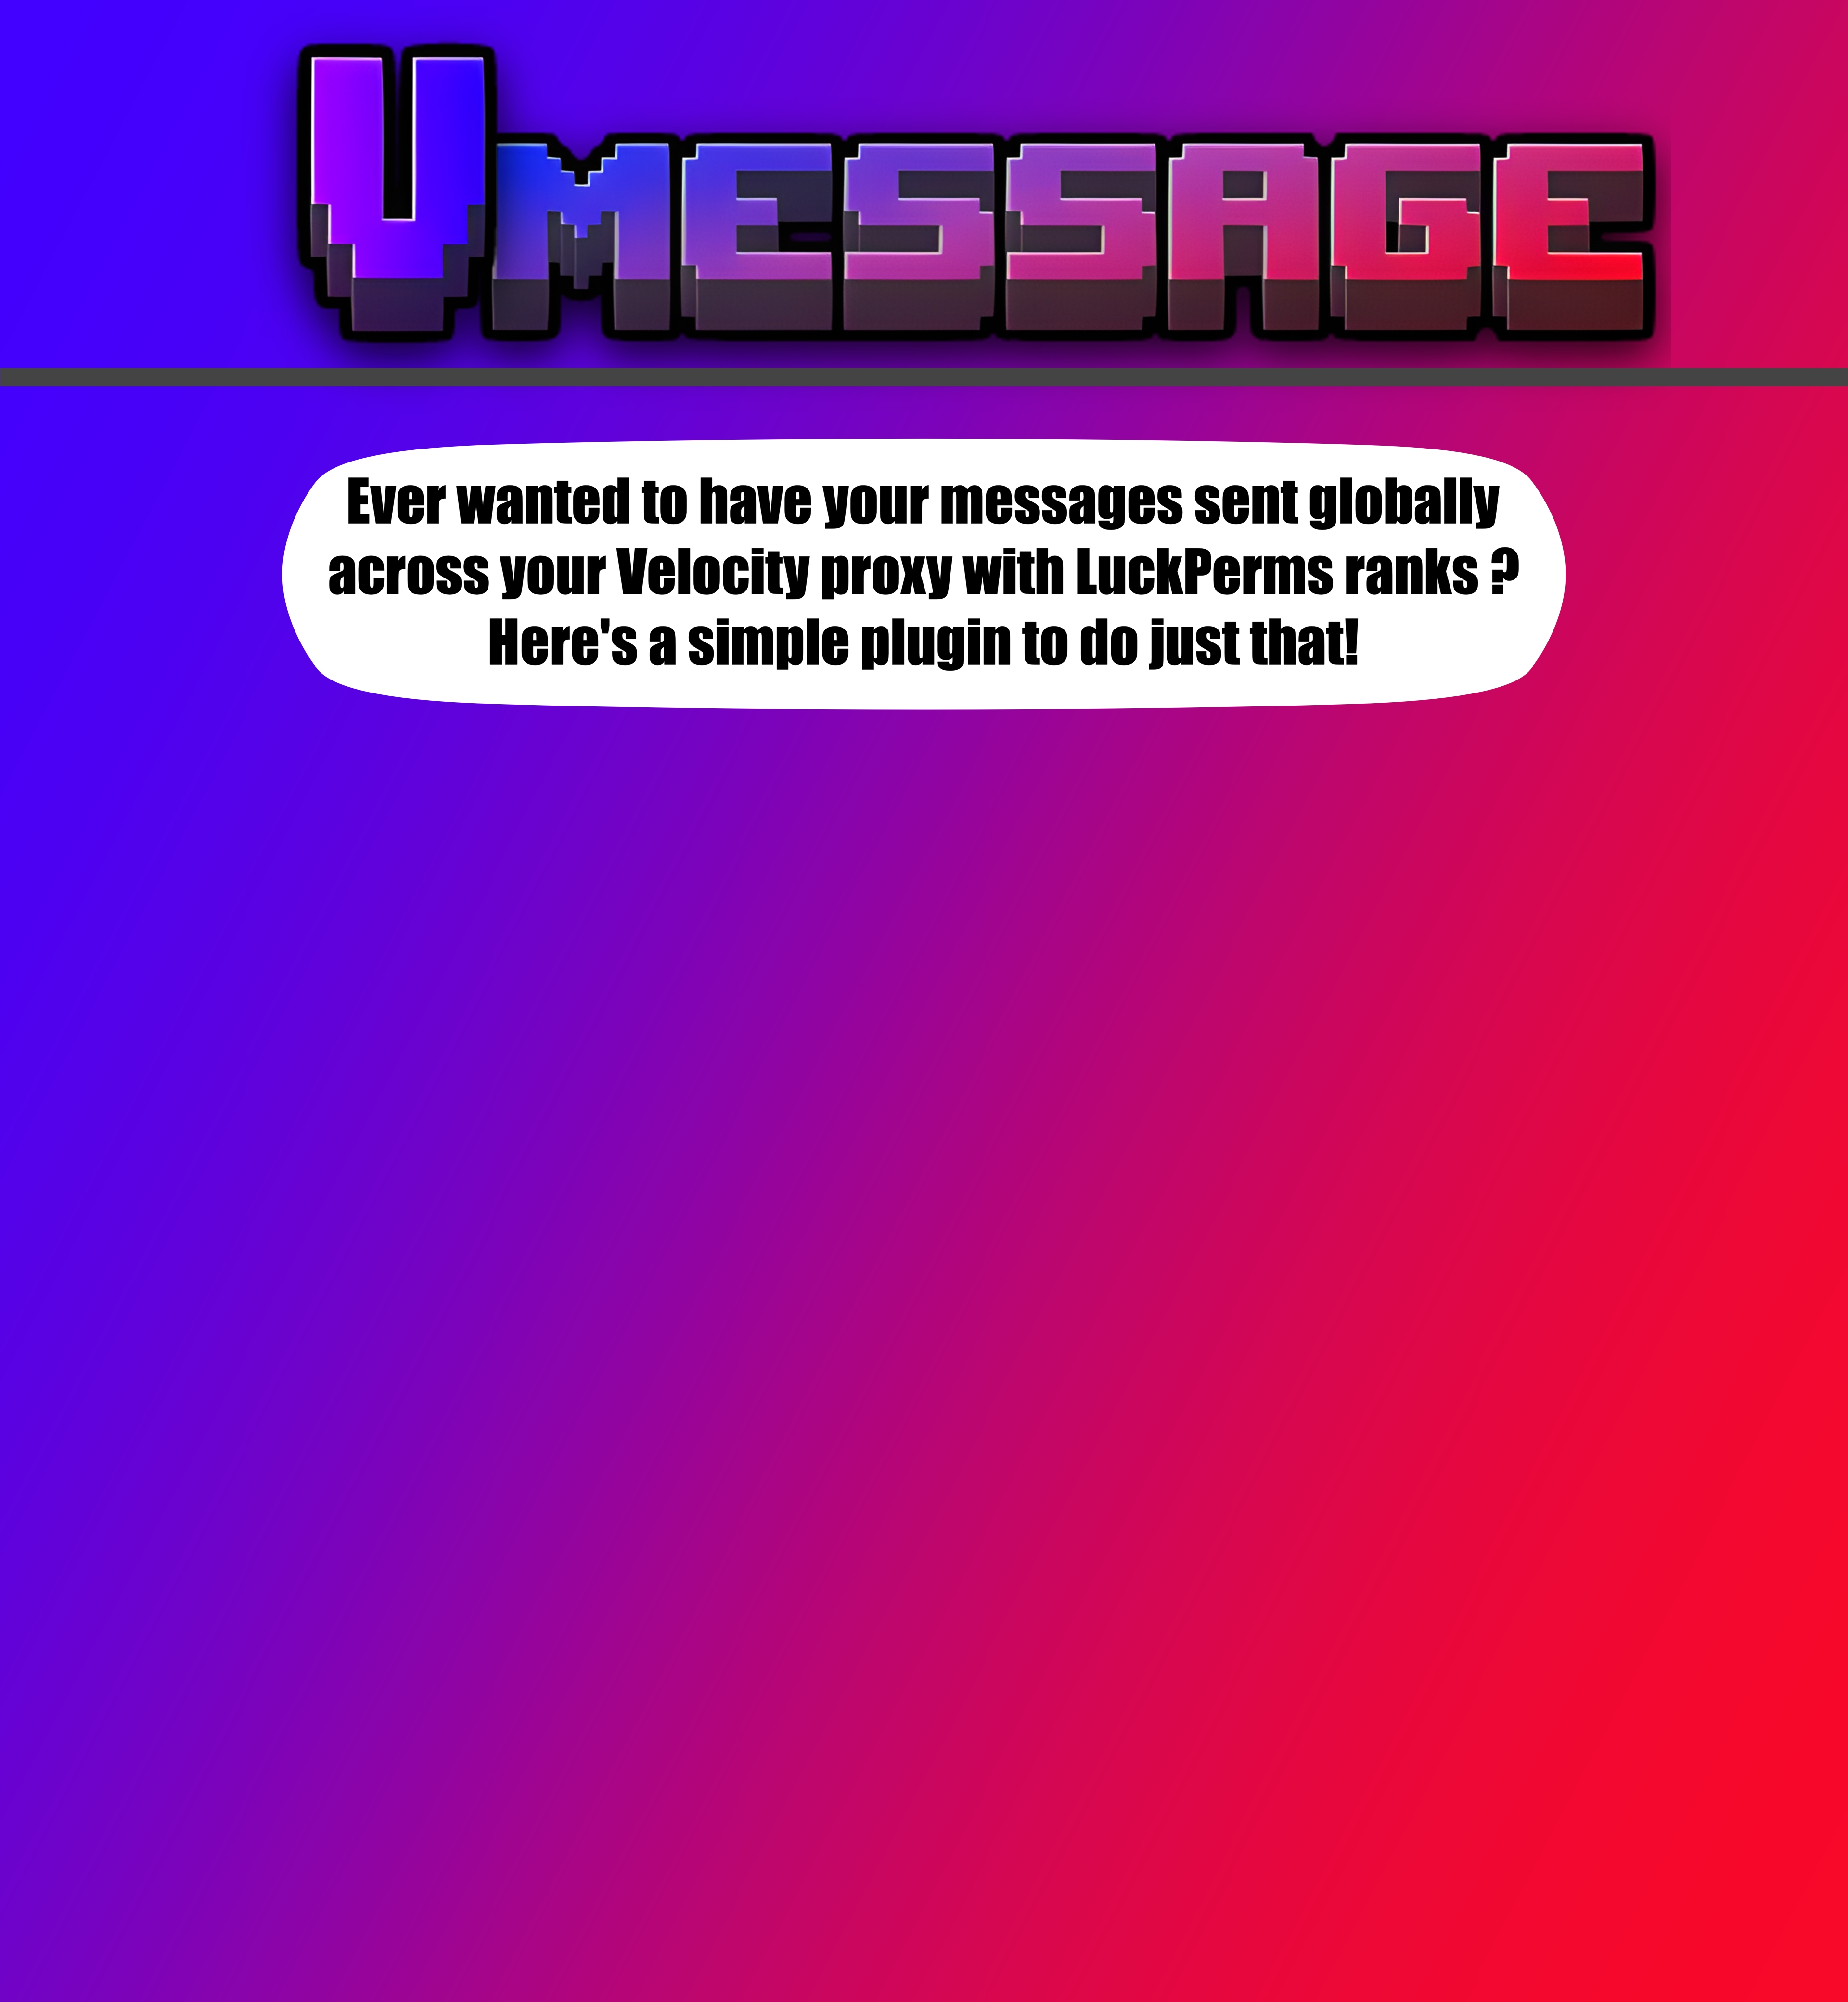 VMESSAGE
Ever wanted to have your messages sent globally
across your Velocity proxy with LuckPerms ranks ?
Here's a simple plugin to do just that!